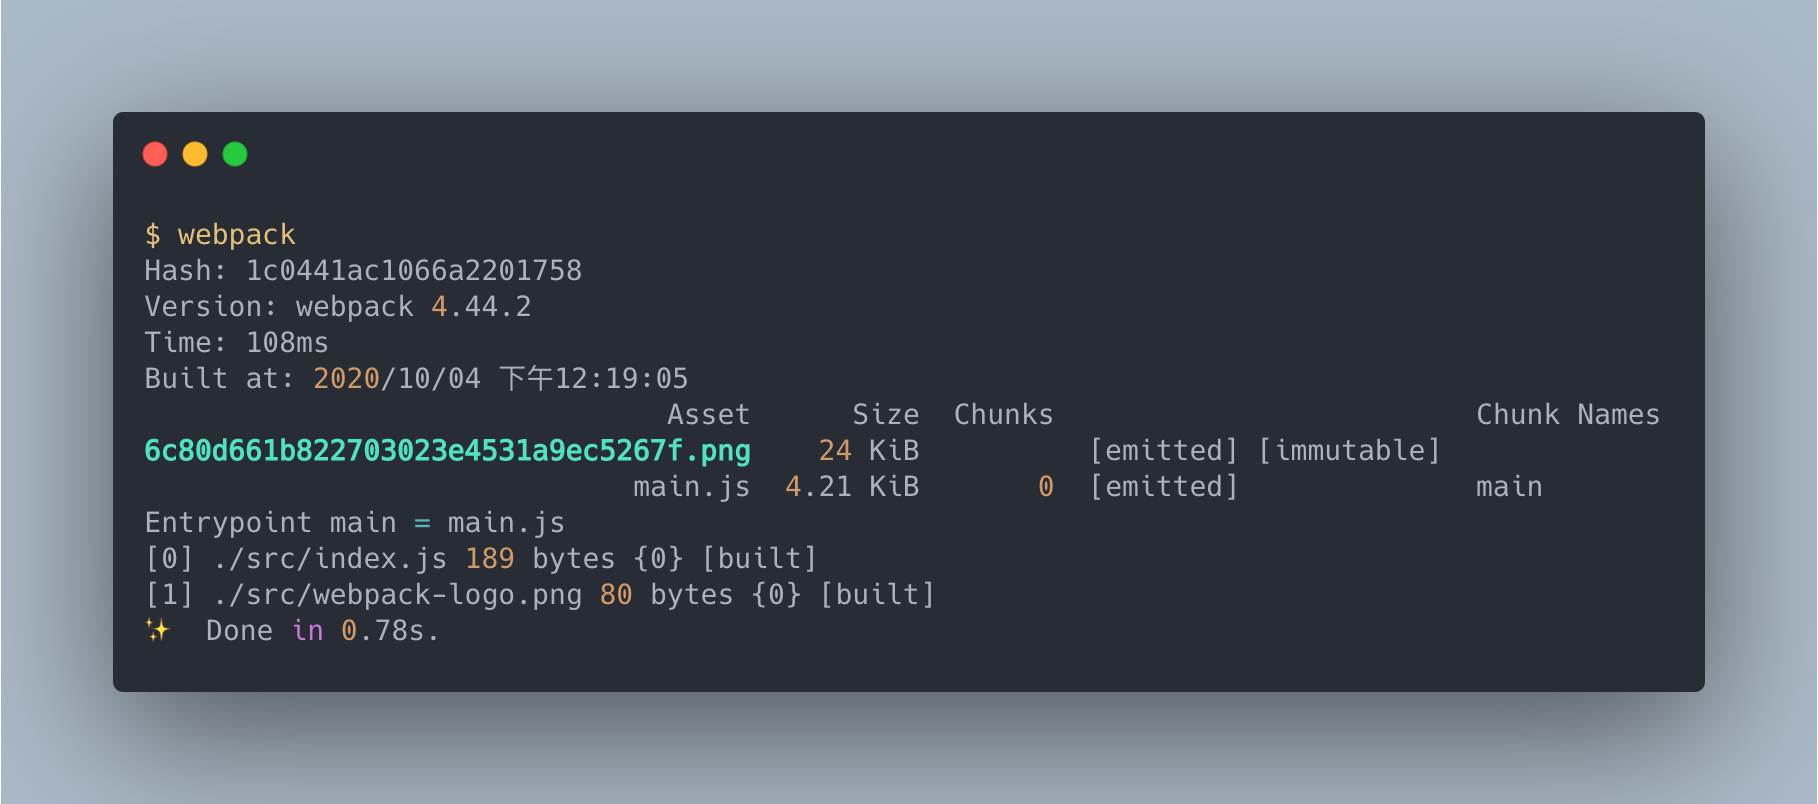 $ webpack
Hash: 1c0441ac1066a2201758
Version: webpack 4.44.2
Time: 108ms
Built at: 2020/10/04 下午12:19:05
                               Asset      Size  Chunks                         Chunk Names
6c80d661b822703023e4531a9ec5267f.png    24 KiB          [emitted] [immutable]
                             main.js  4.21 KiB       0  [emitted]              main
Entrypoint main = main.js
[0] ./src/index.js 189 bytes {0} [built]
[1] ./src/webpack-logo.png 80 bytes {0} [built]
✨  Done in 0.78s.